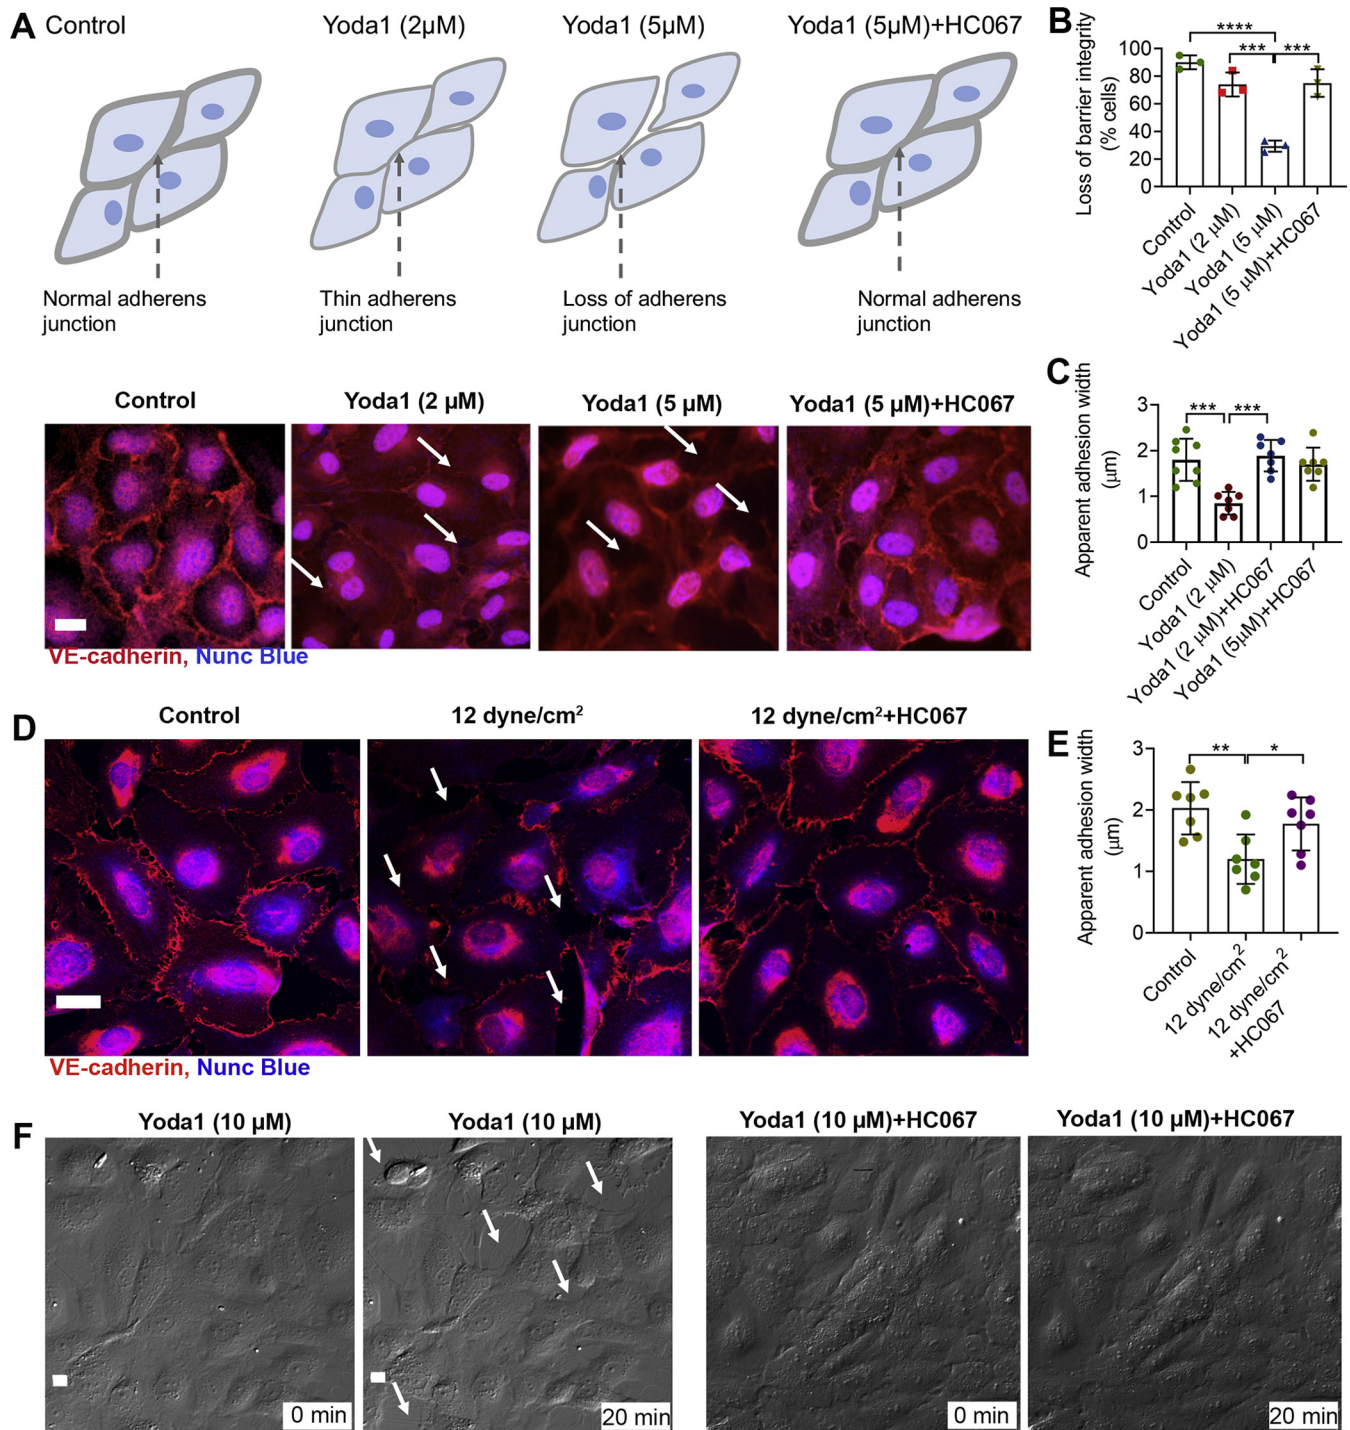 A
Control
Yoda1 (2μM)
Yoda1 (5μM)
Yoda1 (5μM)+HC067
Normal adherens
junction
Thin adherens
junction
Loss of adherens
junction
Normal adherens
junction
Control
Yoda1 (2 μM)
Yoda1 (5 μM)
Yoda1 (5 μM)+HC067
VE-cadherin, Nunc Blue
B
Loss of barrier integrity
(% cells)
100
80
60
40
20
0
****
***
***
Control
Yoda1 (2 μM)
Yoda1 (5 μM)
Yoda1 (5 μM)+HC067
C
Apparent adhesion width
(μm)
3
2
1
0
***
***
Control
Yoda1 (2 μM)
Yoda1 (2 μM)+HC067
Yoda1 (5μM)+HC067
D
Control
12 dyne/cm²
12 dyne/cm²+HC067
VE-cadherin, Nunc Blue
E
Apparent adhesion width
(μm)
3
2
1
0
**
*
Control
12 dyne/cm²
12 dyne/cm²
+HC067
F
Yoda1 (10 μM)
Yoda1 (10 μM)
Yoda1 (10 μM)+HC067
Yoda1 (10 μM)+HC067
0 min
20 min
0 min
20 min